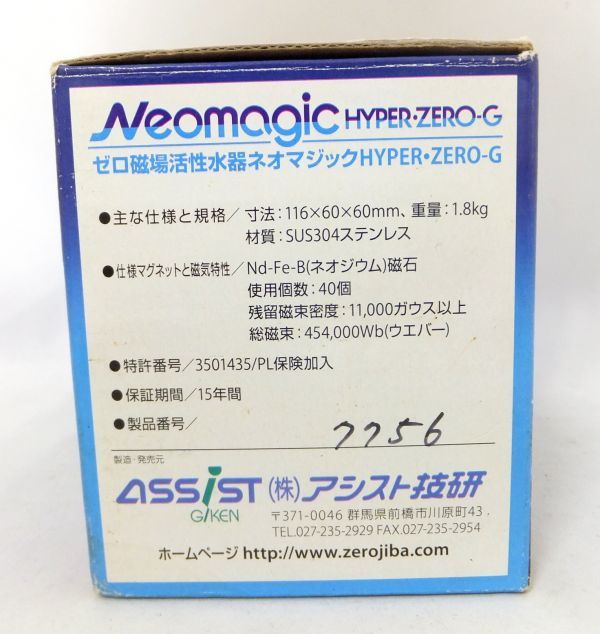 Neomagic HYPER・ZERO-G
ゼロ磁場活性水器ネオマジックHYPER・ZERO-G
●主な仕様と規格／寸法：116×60×60mm、重量：1.8kg
材質：SUS304ステンレス
●仕様マグネットと磁気特性／Nd-Fe-B(ネオジウム)磁石
使用個数：40個
残留磁束密度：11,000ガウス以上
総磁束：454,000Wb(ウエバー)
●特許番号／3501435/PL保険加入
●保証期間／15年間
●製品番号／ 7756
製造・発売元
ASSiST GiKEN (株)アシスト技研
〒371-0046 群馬県前橋市川原町43
TEL.027-235-2929 FAX.027-235-2954
ホームページ http://www.zerojiba.com